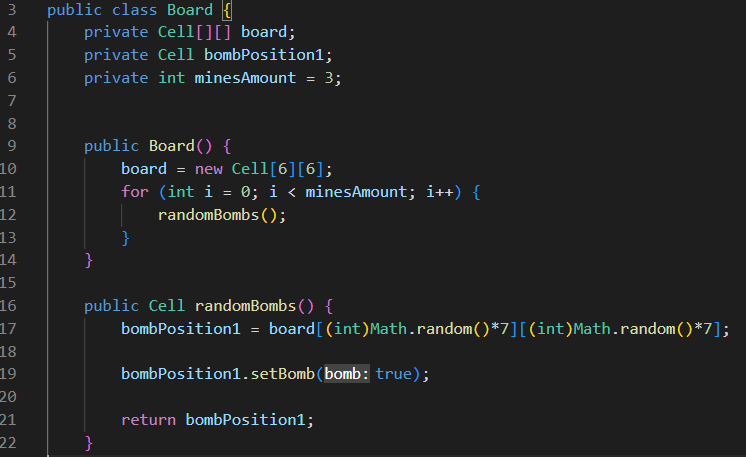 3 public class Board {
4 private Cell[][] board;
5 private Cell bombPosition1;
6 private int minesAmount = 3;
7
8
9 public Board() {
10 board = new Cell[6][6];
11 for (int i = 0; i < minesAmount; i++) {
12 randomBombs();
13 }
14 }
15
16 public Cell randomBombs() {
17 bombPosition1 = board[(int)Math.random()*7][(int)Math.random()*7];
18
19 bombPosition1.setBomb(bomb: true);
20
21 return bombPosition1;
22 }